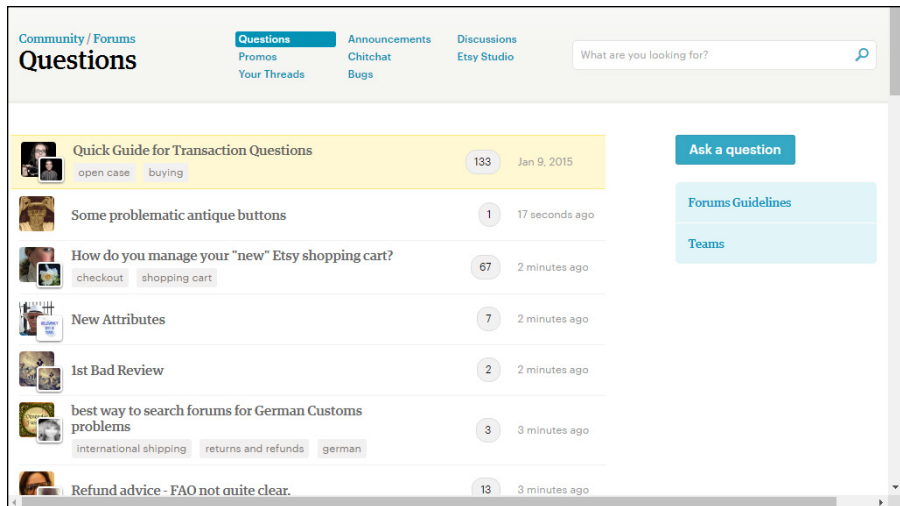 Community / Forums
Questions
Questions
Announcements
Discussions
Promos
Chitchat
Etsy Studio
Your Threads
Bugs
What are you looking for?
Quick Guide for Transaction Questions
133
Jan 9, 2015
open case
buying
Ask a question
Some problematic antique buttons
1
17 seconds ago
Forums Guidelines
Teams
How do you manage your "new" Etsy shopping cart?
67
2 minutes ago
checkout
shopping cart
New Attributes
7
2 minutes ago
1st Bad Review
2
2 minutes ago
best way to search forums for German Customs
problems
3
3 minutes ago
international shipping
returns and refunds
german
Refund advice - FAQ not quite clear.
13
3 minutes ago